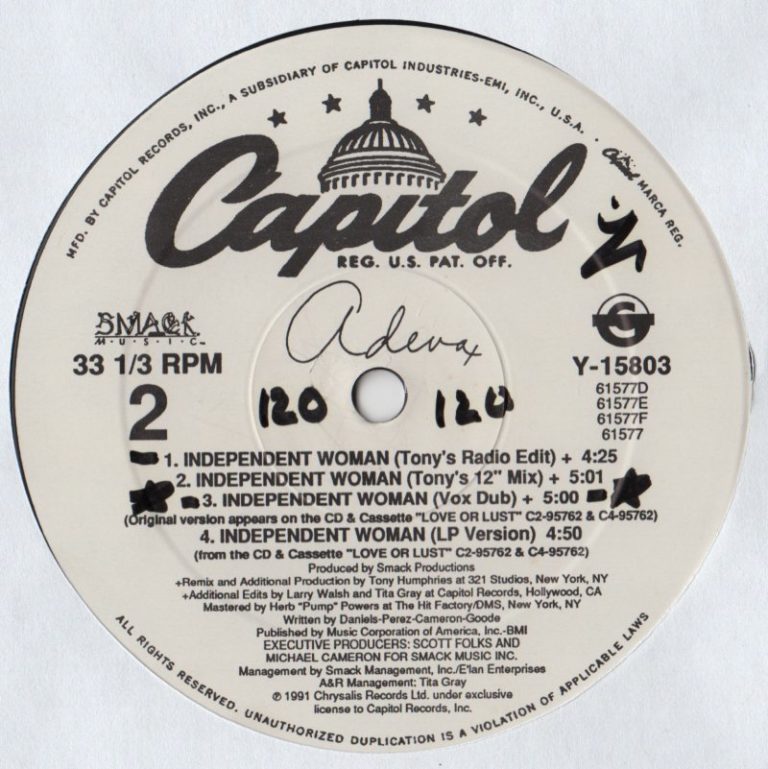 MFD. BY CAPITOL RECORDS, INC., A SUBSIDIARY OF CAPITOL INDUSTRIES-EMI, INC., U.S.A. . Capitol MARCA REG.
Capitol
REG. U.S. PAT. OFF.
SMACK
M·U·S·I·C
33 1/3 RPM
2
Adeva
120 120
Y-15803
61577D
61577E
61577F
61577
1. INDEPENDENT WOMAN (Tony's Radio Edit) + 4:25
2. INDEPENDENT WOMAN (Tony's 12" Mix) + 5:01
3. INDEPENDENT WOMAN (Vox Dub) + 5:00
(Original version appears on the CD & Cassette "LOVE OR LUST" C2-95762 & C4-95762)
4. INDEPENDENT WOMAN (LP Version) 4:50
(from the CD & Cassette "LOVE OR LUST" C2-95762 & C4-95762)
Produced by Smack Productions
+Remix and Additional Production by Tony Humphries at 321 Studios, New York, NY
+Additional Edits by Larry Walsh and Tita Gray at Capitol Records, Hollywood, CA
Mastered by Herb "Pump" Powers at The Hit Factory/DMS, New York, NY
Written by Daniels-Perez-Cameron-Goode
Published by Music Corporation of America, Inc.-BMI
EXECUTIVE PRODUCERS: SCOTT FOLKS AND
MICHAEL CAMERON FOR SMACK MUSIC INC.
Management by Smack Management, Inc./E'lan Enterprises
A&R Management: Tita Gray
℗ 1991 Chrysalis Records Ltd. under exclusive
license to Capitol Records, Inc.
ALL RIGHTS RESERVED. UNAUTHORIZED DUPLICATION IS A VIOLATION OF APPLICABLE LAWS